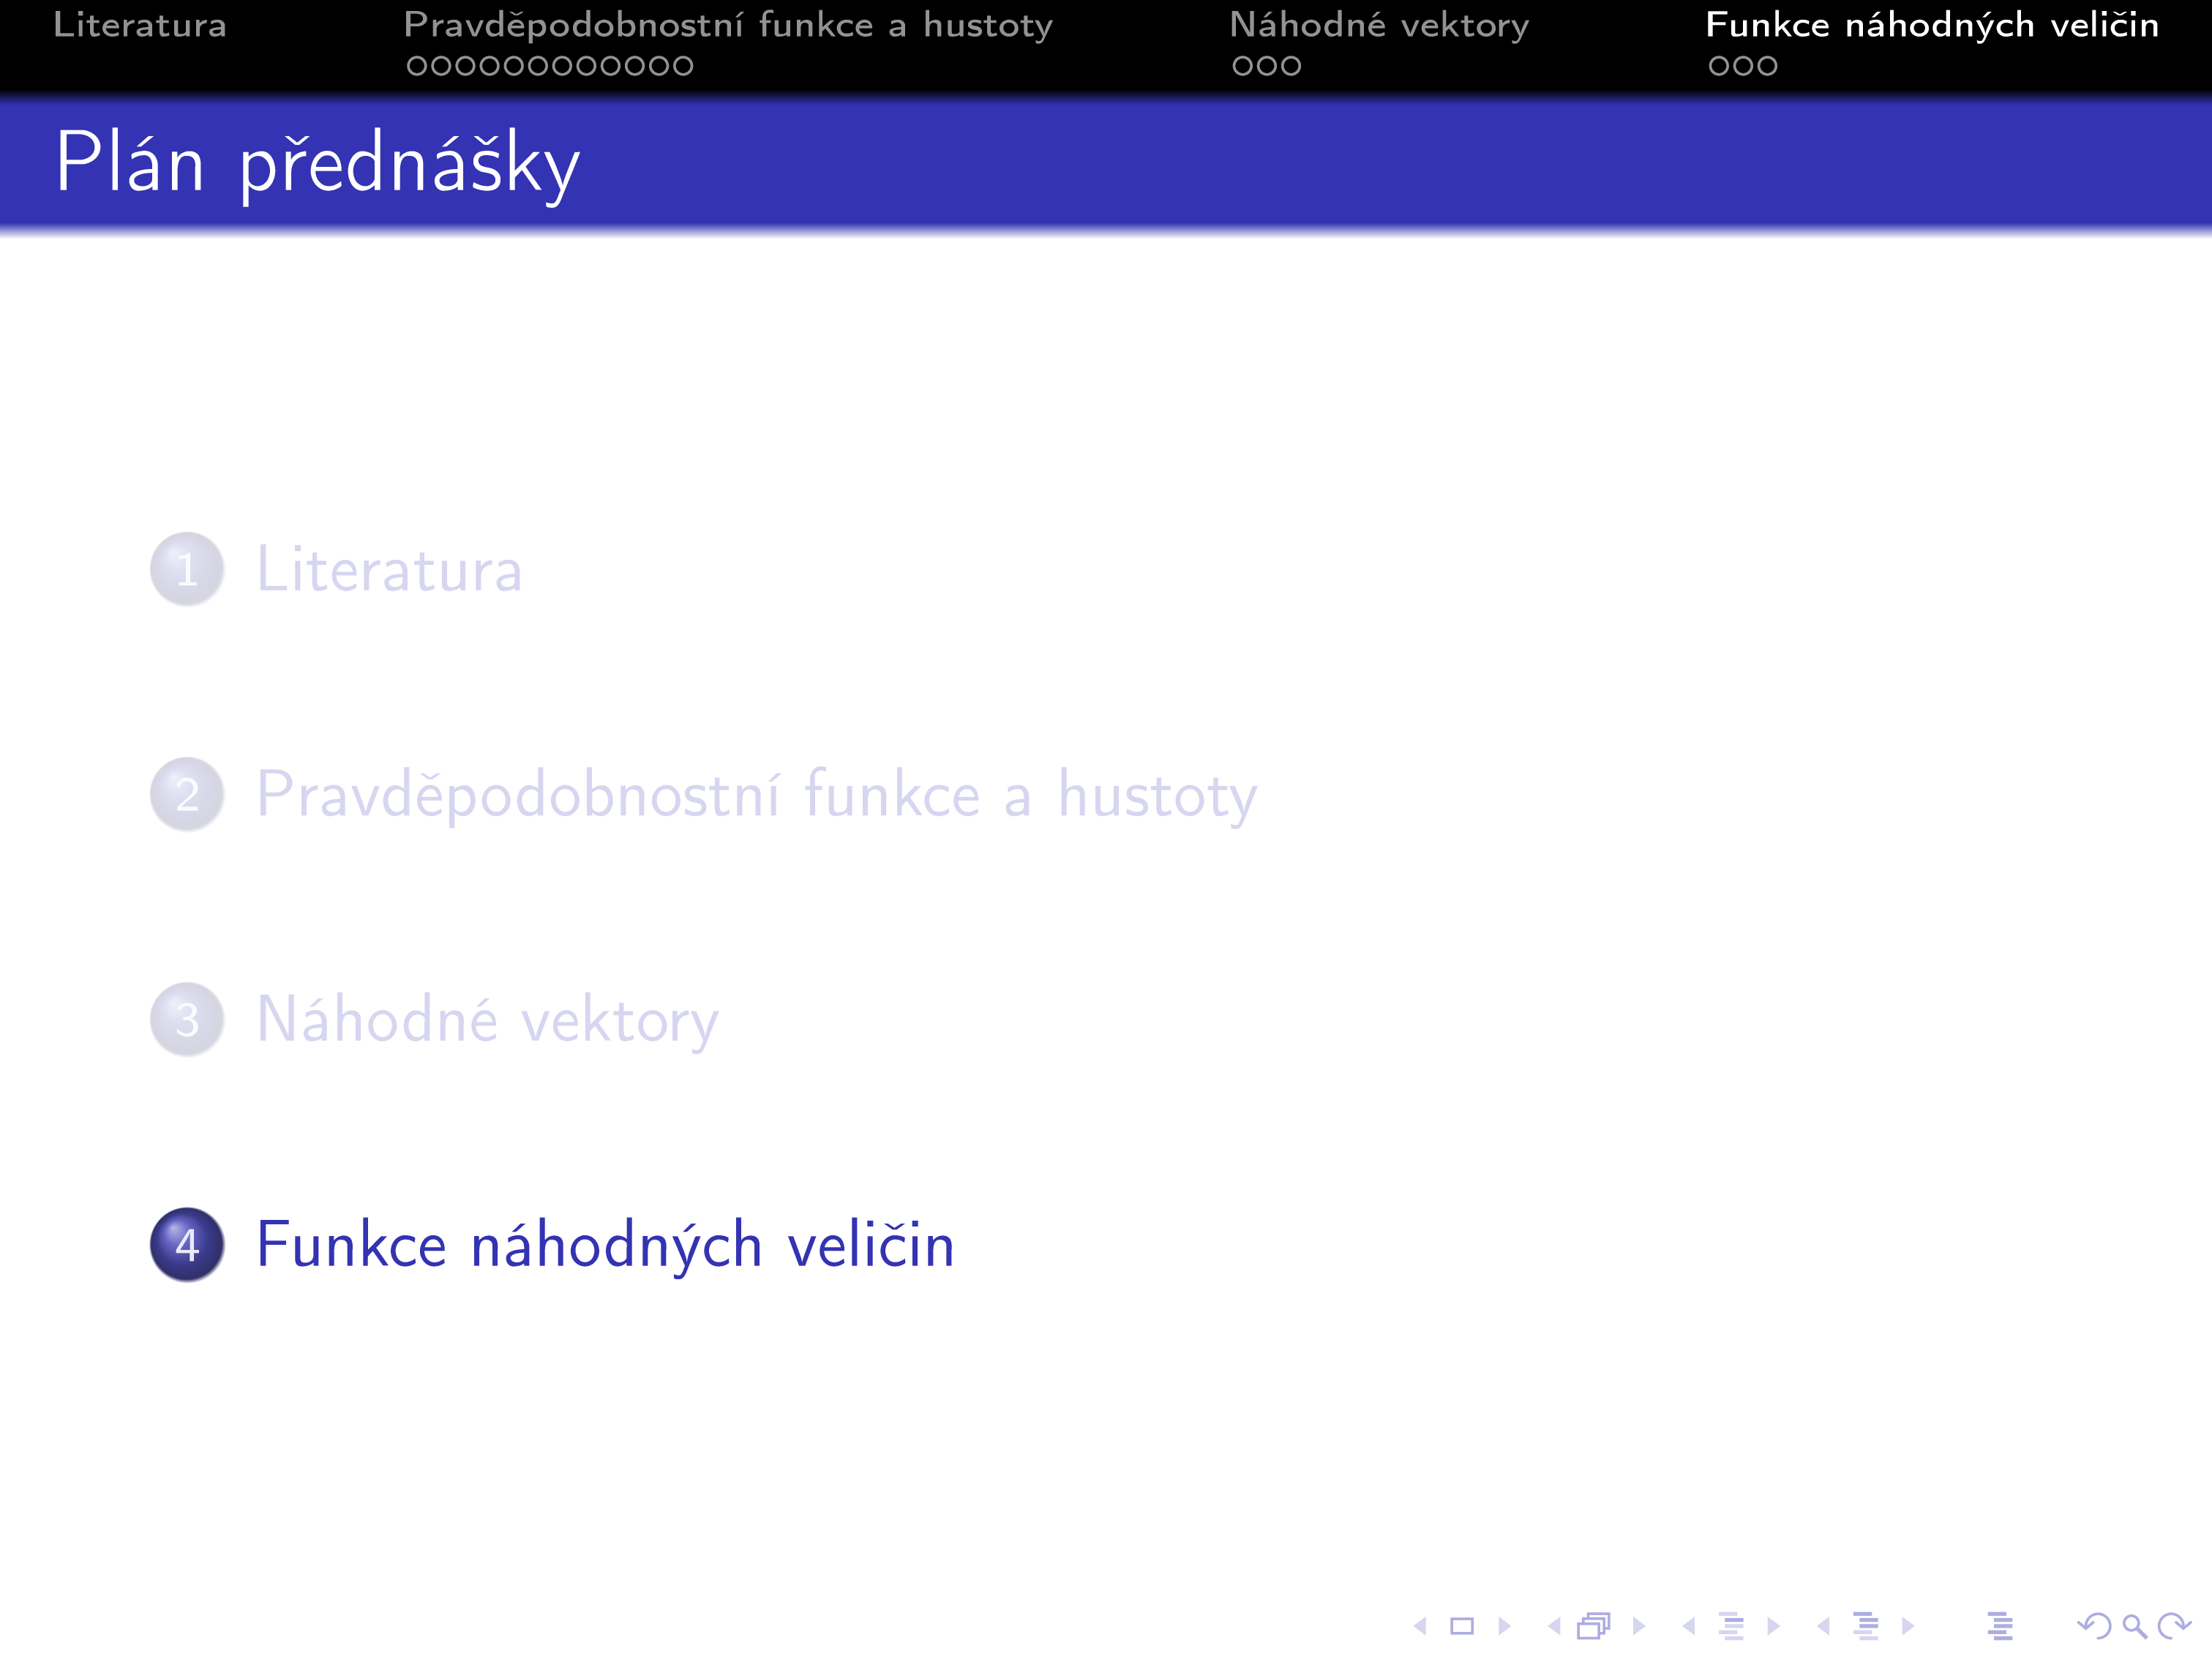 Literatura Pravděpodobnostní funkce a hustoty Náhodné vektory Funkce náhodných veličin
Plán přednášky
1 Literatura
2 Pravděpodobnostní funkce a hustoty
3 Náhodné vektory
4 Funkce náhodných veličin